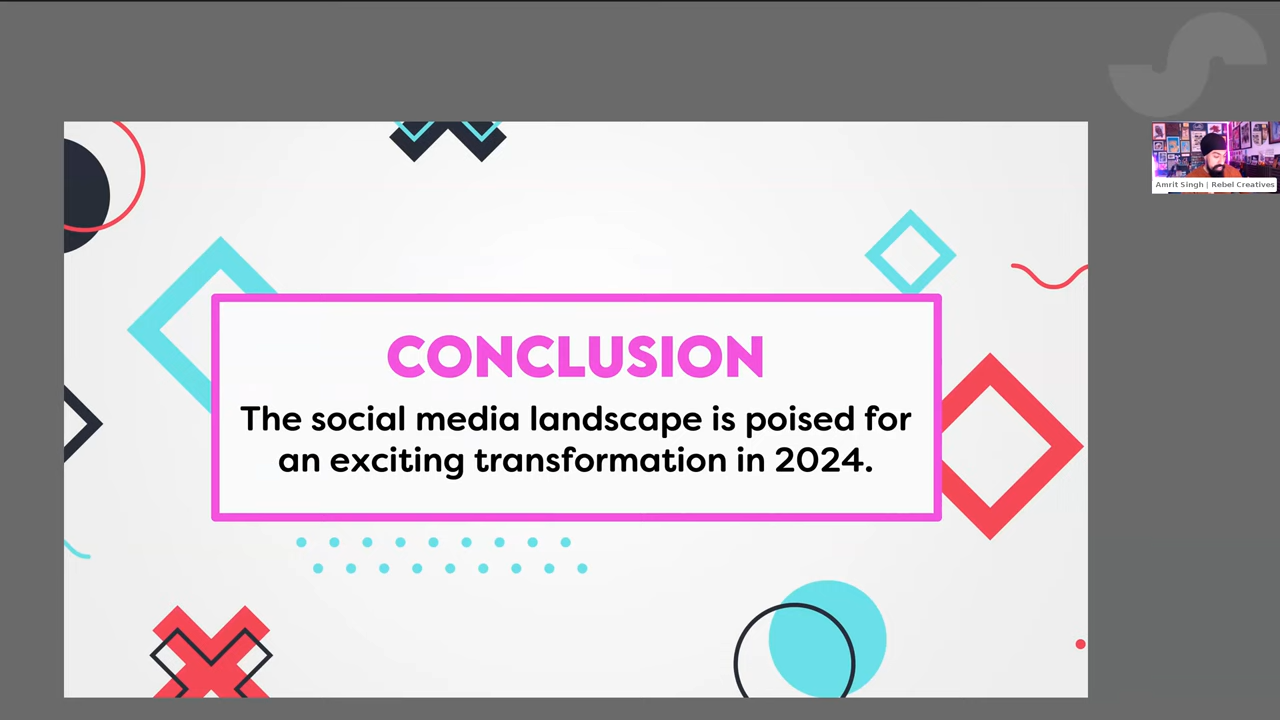 Amrit Singh | Rebel Creatives
CONCLUSION
The social media landscape is poised for
an exciting transformation in 2024.